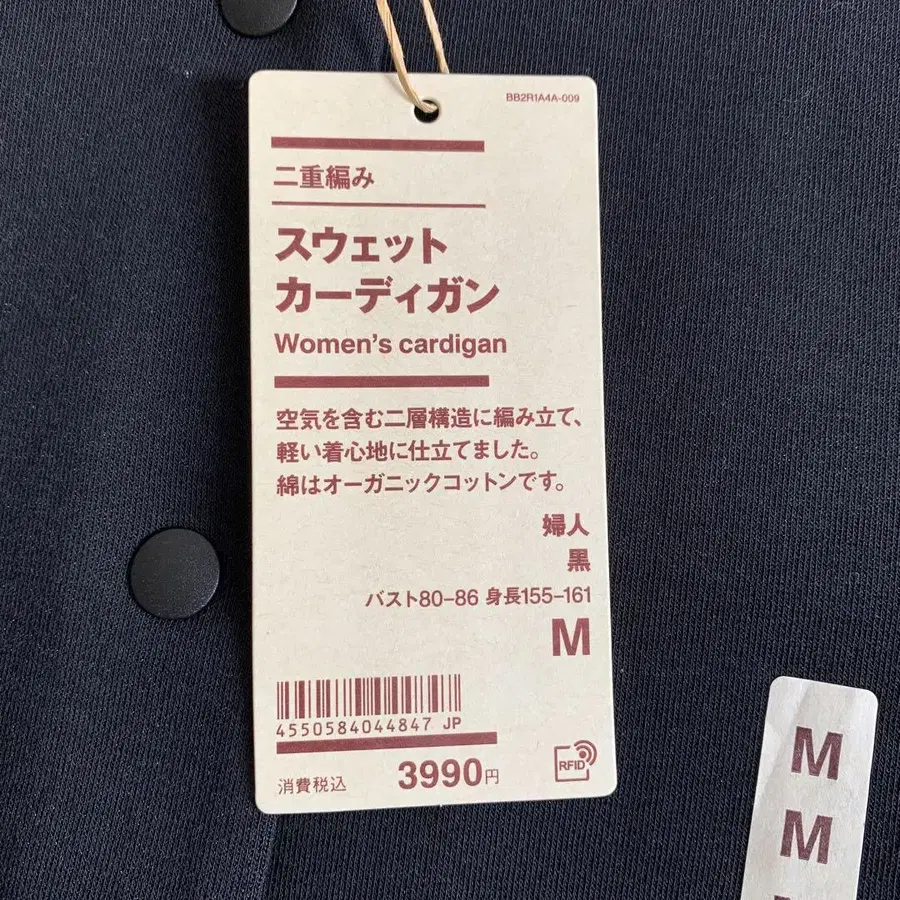 BB2R1A4A-009
二重編み
スウェット
カーディガン
Women's cardigan
空気を含む二層構造に編み立て、
軽い着心地に仕立てました。
綿はオーガニックコットンです。
婦人
黒
バスト80-86 身長155-161
M
4550584044847 JP
消費税込 3990円
RFID
M
M